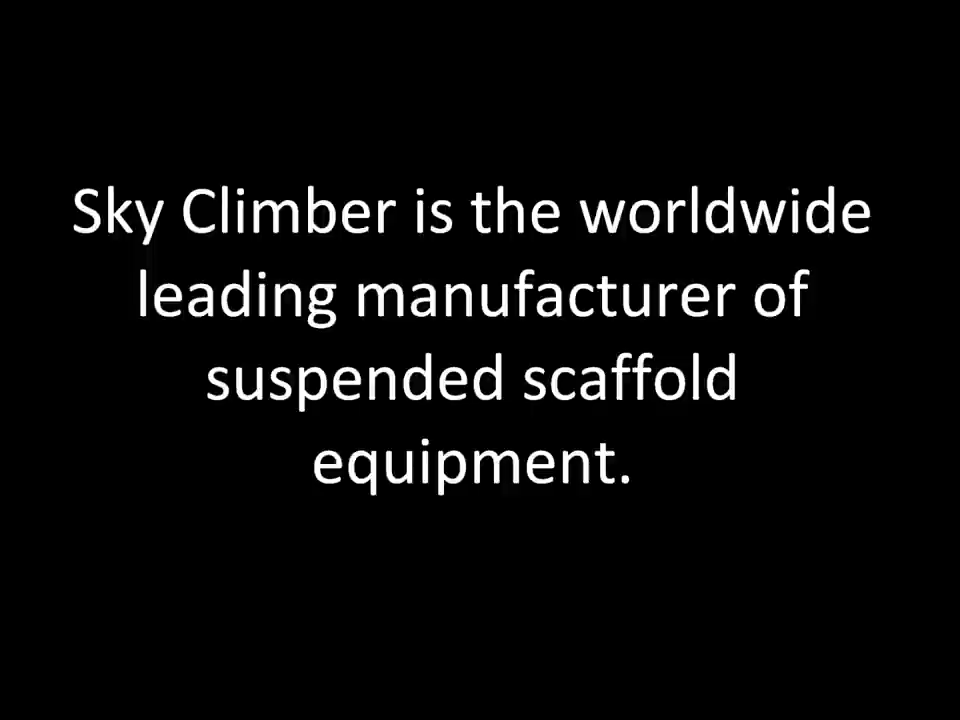 Sky Climber is the worldwide
leading manufacturer of
suspended scaffold
equipment.